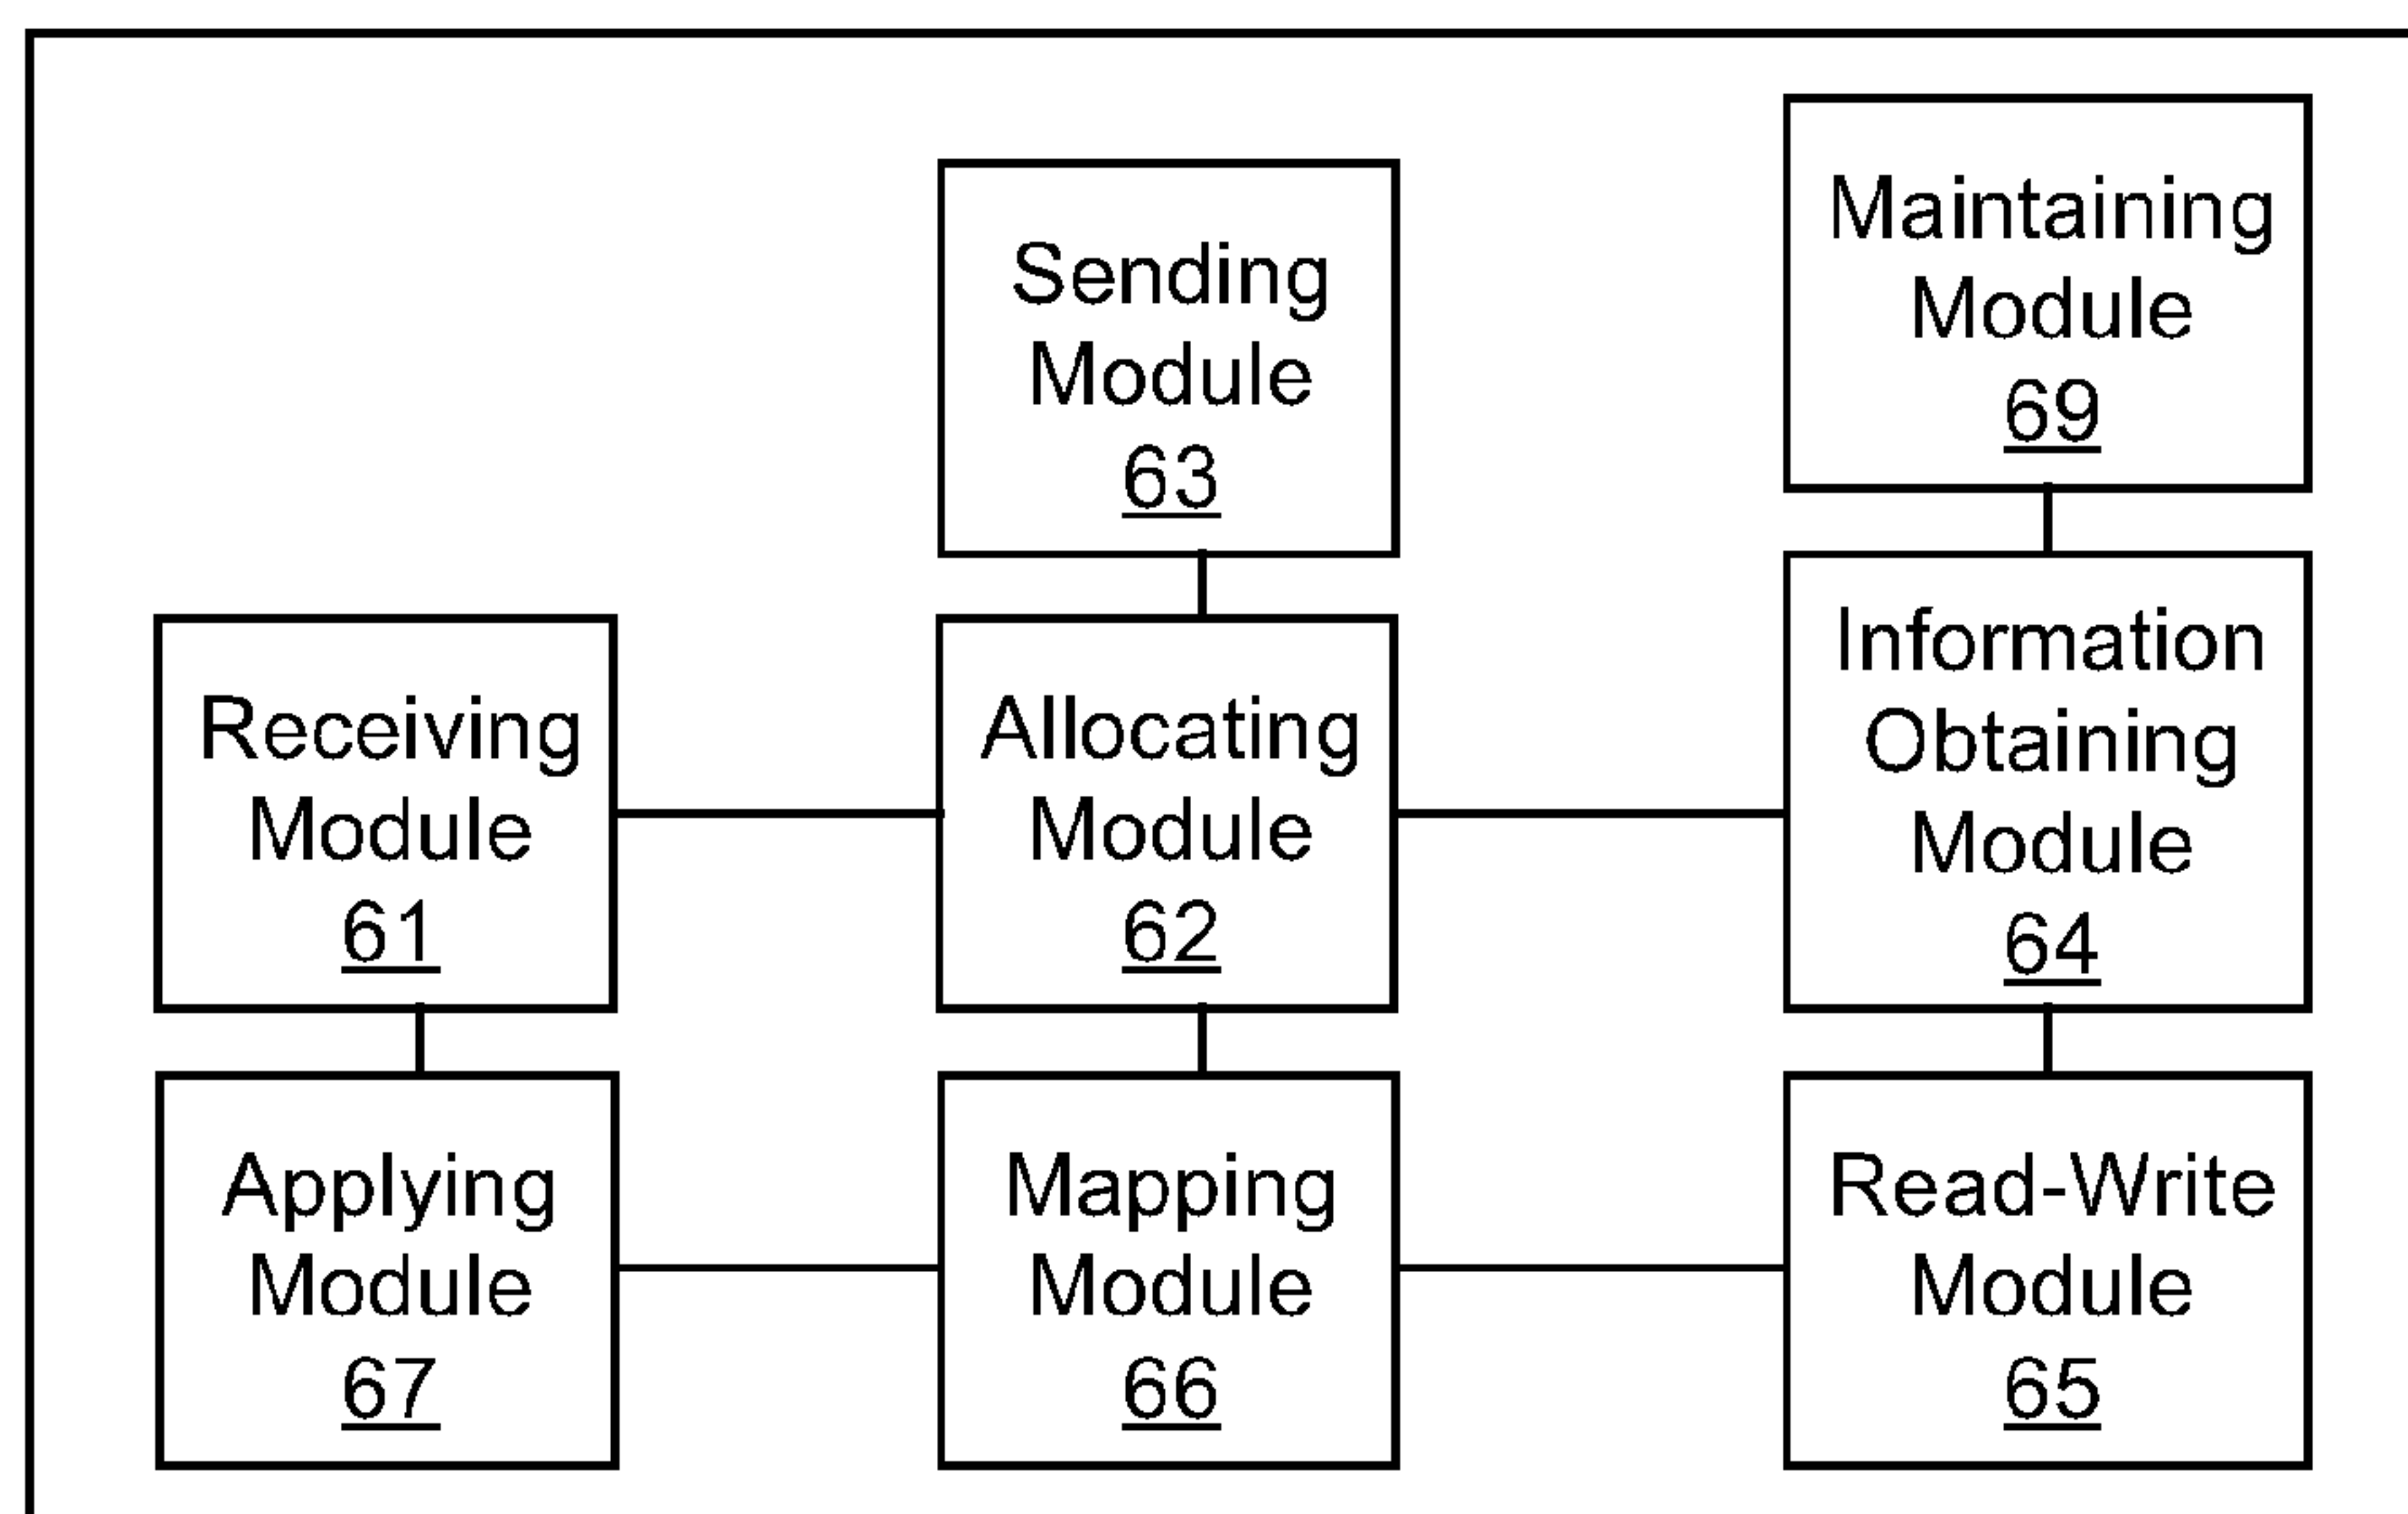 Sending
Module
63
Maintaining
Module
69
Receiving
Module
61
Allocating
Module
62
Information
Obtaining
Module
64
Applying
Module
67
Mapping
Module
66
Read-Write
Module
65